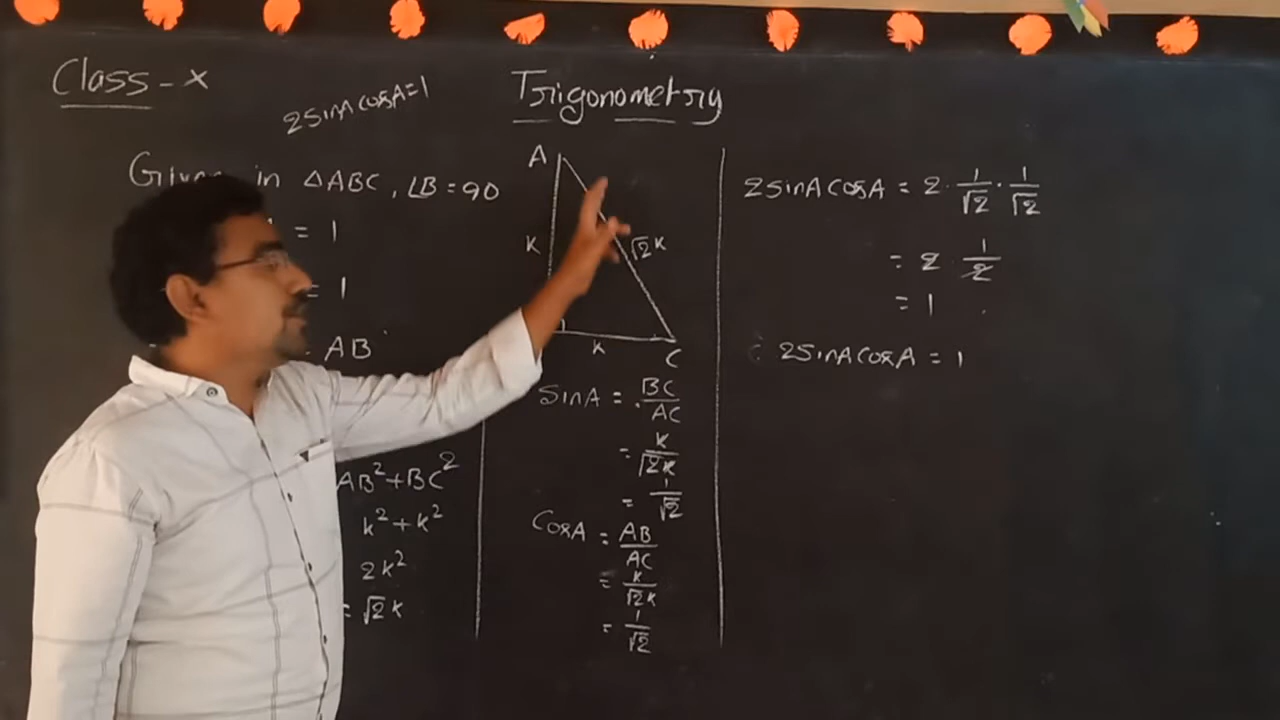 Class - X
2SinA CosA = 1
Trigonometry
Given in △ABC, ∠B = 90
= 1
= 1
= AB
AB² + BC²
k² + k²
2k²
= √2 k
A
K
√2 K
K
C
SinA = BC/AC
= K/√2K
= 1/√2
CosA = AB/AC
= K/√2K
= 1/√2
2SinA CosA = 2 · 1/√2 · 1/√2
= 2 · 1/2
= 1
2SinA CosA = 1